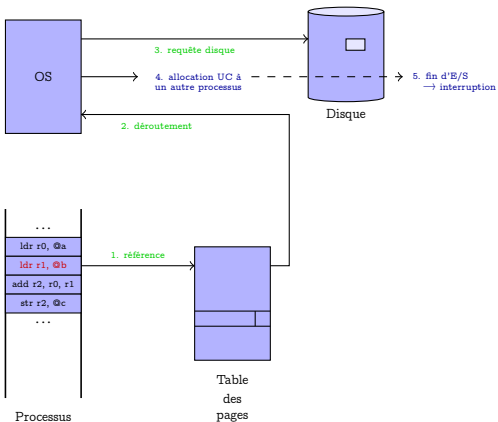 3. requête disque
OS
4. allocation UC à
un autre processus
5. fin d'E/S
→ interruption
Disque
2. déroutement
...
ldr r0, @a
ldr r1, @b
add r2, r0, r1
str r2, @c
...
1. référence
Table
des
pages
Processus